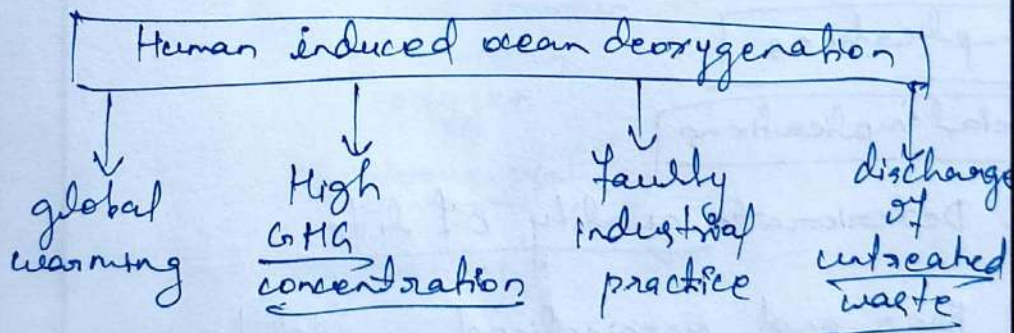 Human induced ocean deoxygenation
global
warming
High
GHG
concentration
faulty
industrial
practice
discharge
of
untreated
waste